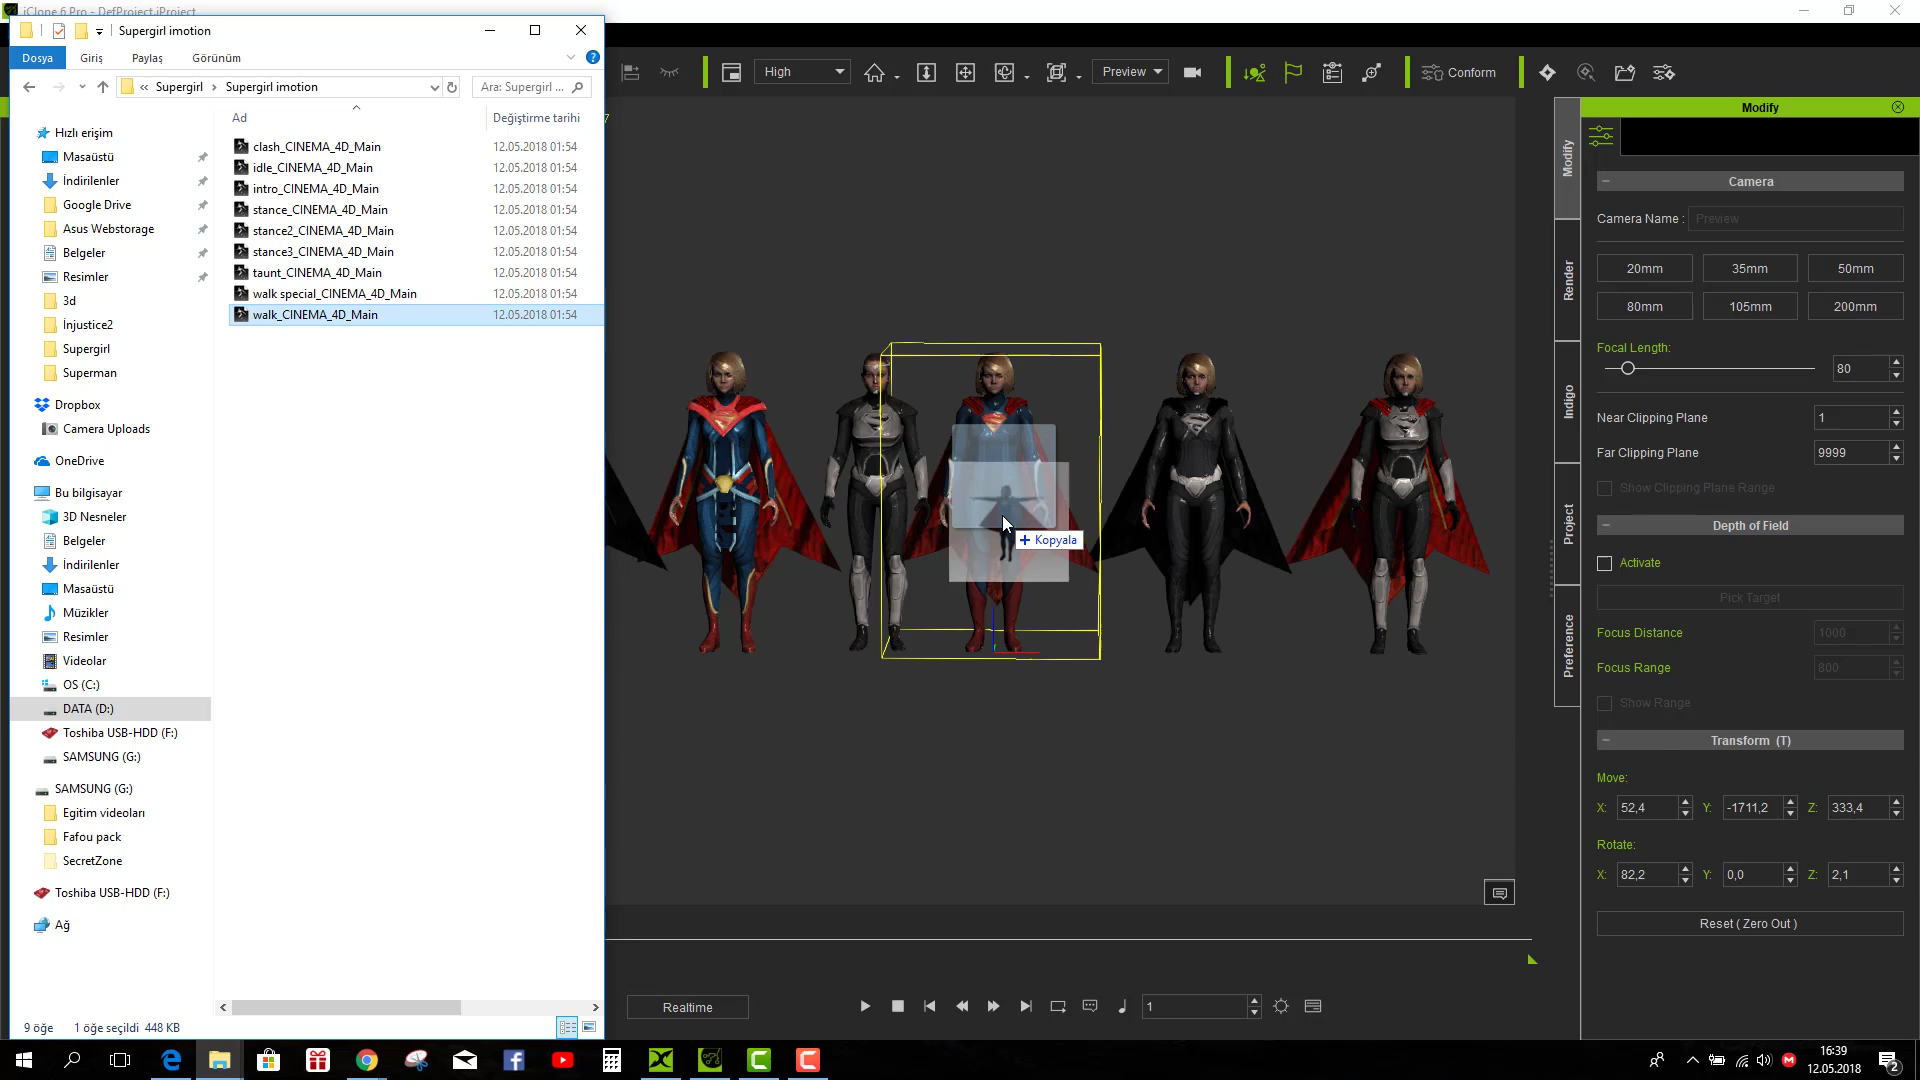 iClone 6 Pro - DefProject.iProject
Supergirl imotion
Dosya
Giriş
Paylaş
Görünüm
?
« Supergirl › Supergirl imotion
Ara: Supergirl ...
Hızlı erişim
Masaüstü
İndirilenler
Google Drive
Asus Webstorage
Belgeler
Resimler
3d
İnjustice2
Supergirl
Superman
Dropbox
Camera Uploads
OneDrive
Bu bilgisayar
3D Nesneler
Belgeler
İndirilenler
Masaüstü
Müzikler
Resimler
Videolar
OS (C:)
DATA (D:)
Toshiba USB-HDD (F:)
SAMSUNG (G:)
SAMSUNG (G:)
Egitim videoları
Fafou pack
SecretZone
Toshiba USB-HDD (F:)
Ağ
Ad Değiştirme tarihi
clash_CINEMA_4D_Main 12.05.2018 01:54
idle_CINEMA_4D_Main 12.05.2018 01:54
intro_CINEMA_4D_Main 12.05.2018 01:54
stance_CINEMA_4D_Main 12.05.2018 01:54
stance2_CINEMA_4D_Main 12.05.2018 01:54
stance3_CINEMA_4D_Main 12.05.2018 01:54
taunt_CINEMA_4D_Main 12.05.2018 01:54
walk special_CINEMA_4D_Main 12.05.2018 01:54
walk_CINEMA_4D_Main 12.05.2018 01:54
9 öğe 1 öğe seçildi 448 KB
High
Preview
Conform
7
+ Kopyala
Realtime
1
Modify
Render
Indigo
Project
Preference
Modify
Camera
Camera Name : Preview
20mm 35mm 50mm
80mm 105mm 200mm
Focal Length:
80
Near Clipping Plane 1
Far Clipping Plane 9999
Show Clipping Plane Range
Depth of Field
Activate
Pick Target
Focus Distance 1000
Focus Range 800
Show Range
Transform (T)
Move:
X: 52,4 Y: -1711,2 Z: 333,4
Rotate:
X: 82,2 Y: 0,0 Z: 2,1
Reset ( Zero Out )
16:39
12.05.2018
2